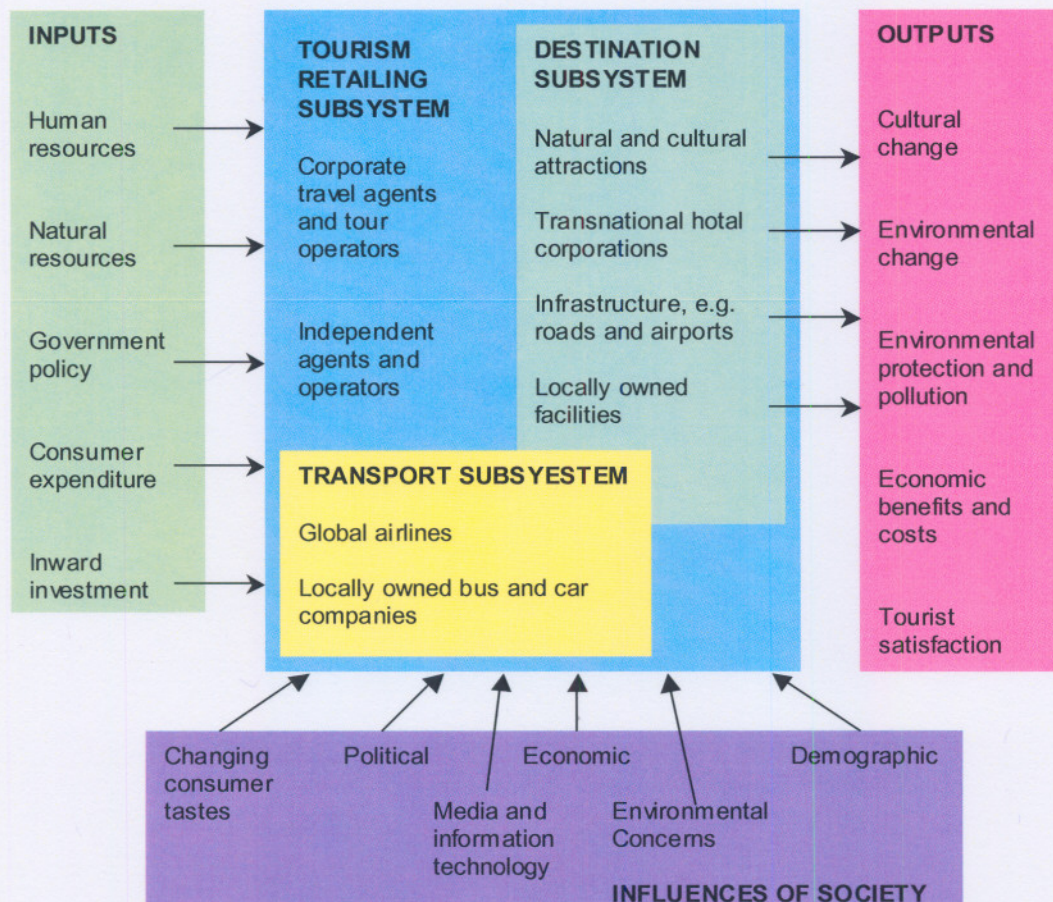 INPUTS
Human
resources
Natural
resources
Government
policy
Consumer
expenditure
Inward
investment
TOURISM
RETAILING
SUBSYSTEM
Corporate
travel agents
and tour
operators
Independent
agents and
operators
DESTINATION
SUBSYSTEM
Natural and cultural
attractions
Transnational hotal
corporations
Infrastructure, e.g.
roads and airports
Locally owned
facilities
TRANSPORT SUBSYESTEM
Global airlines
Locally owned bus and car
companies
OUTPUTS
Cultural
change
Environmental
change
Environmental
protection and
pollution
Economic
benefits and
costs
Tourist
satisfaction
Changing
consumer
tastes
Political
Media and
information
technology
Economic
Environmental
Concerns
Demographic
INFLUENCES OF SOCIETY